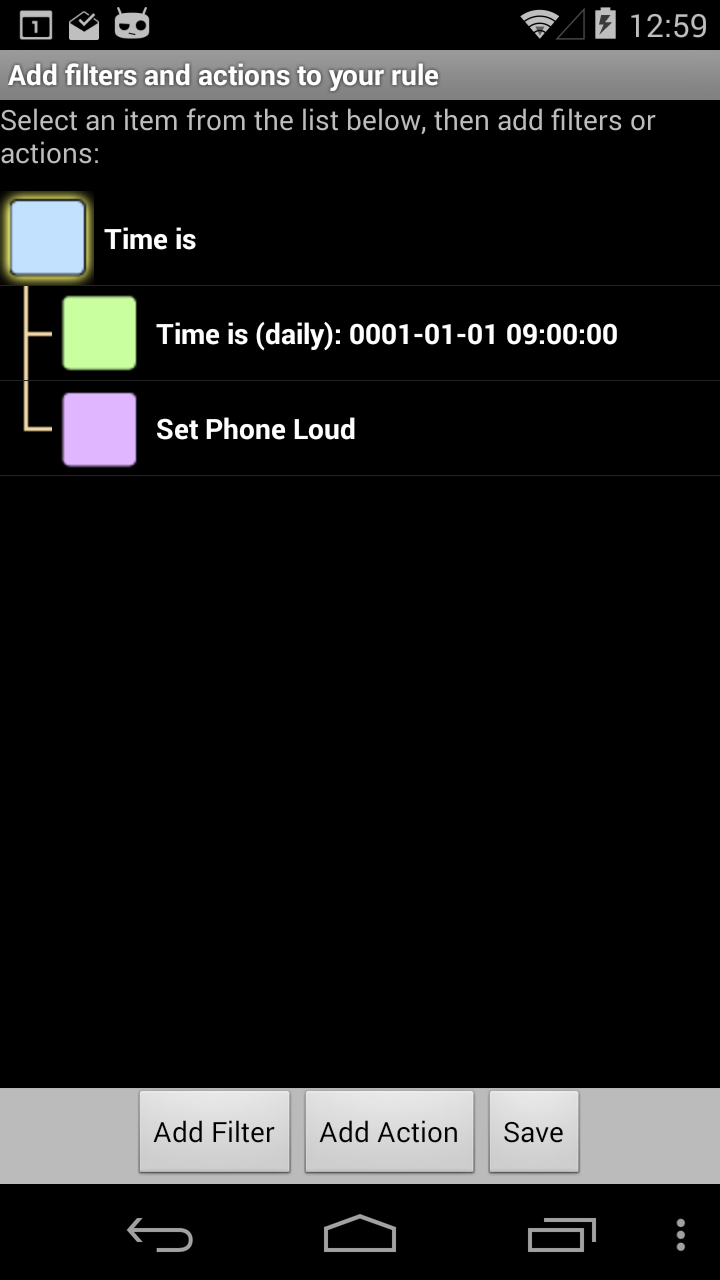 1
12:59
Add filters and actions to your rule
Select an item from the list below, then add filters or
actions:
Time is
Time is (daily): 0001-01-01 09:00:00
Set Phone Loud
Add Filter
Add Action
Save